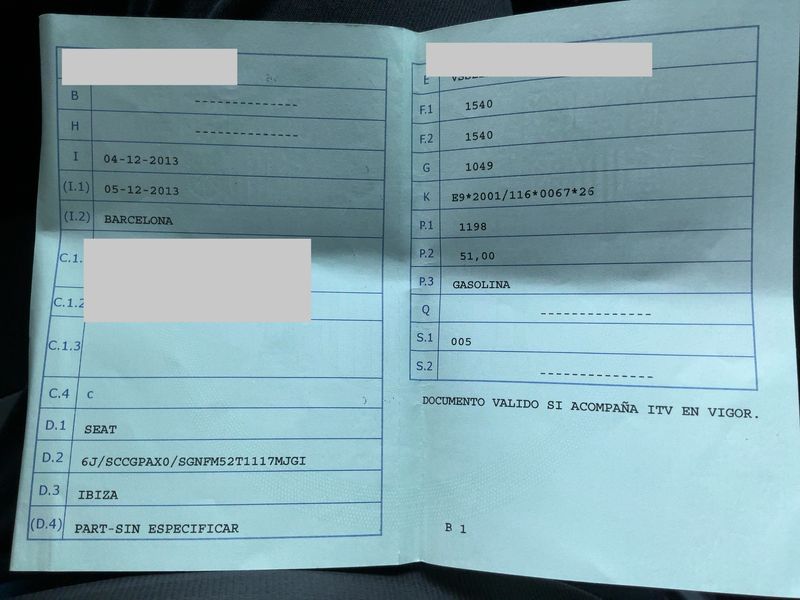 B --------------
H --------------
I 04-12-2013
(I.1) 05-12-2013
(I.2) BARCELONA
C.1.
C.1.2
C.1.3
C.4 c
D.1 SEAT
D.2 6J/SCCGPAX0/SGNFM52T1117MJGI
D.3 IBIZA
(D.4) PART-SIN ESPECIFICAR
E
F.1 1540
F.2 1540
G 1049
K E9*2001/116*0067*26
P.1 1198
P.2 51,00
P.3 GASOLINA
Q --------------
S.1 005
S.2 --------------
DOCUMENTO VALIDO SI ACOMPAÑA ITV EN VIGOR.
B 1